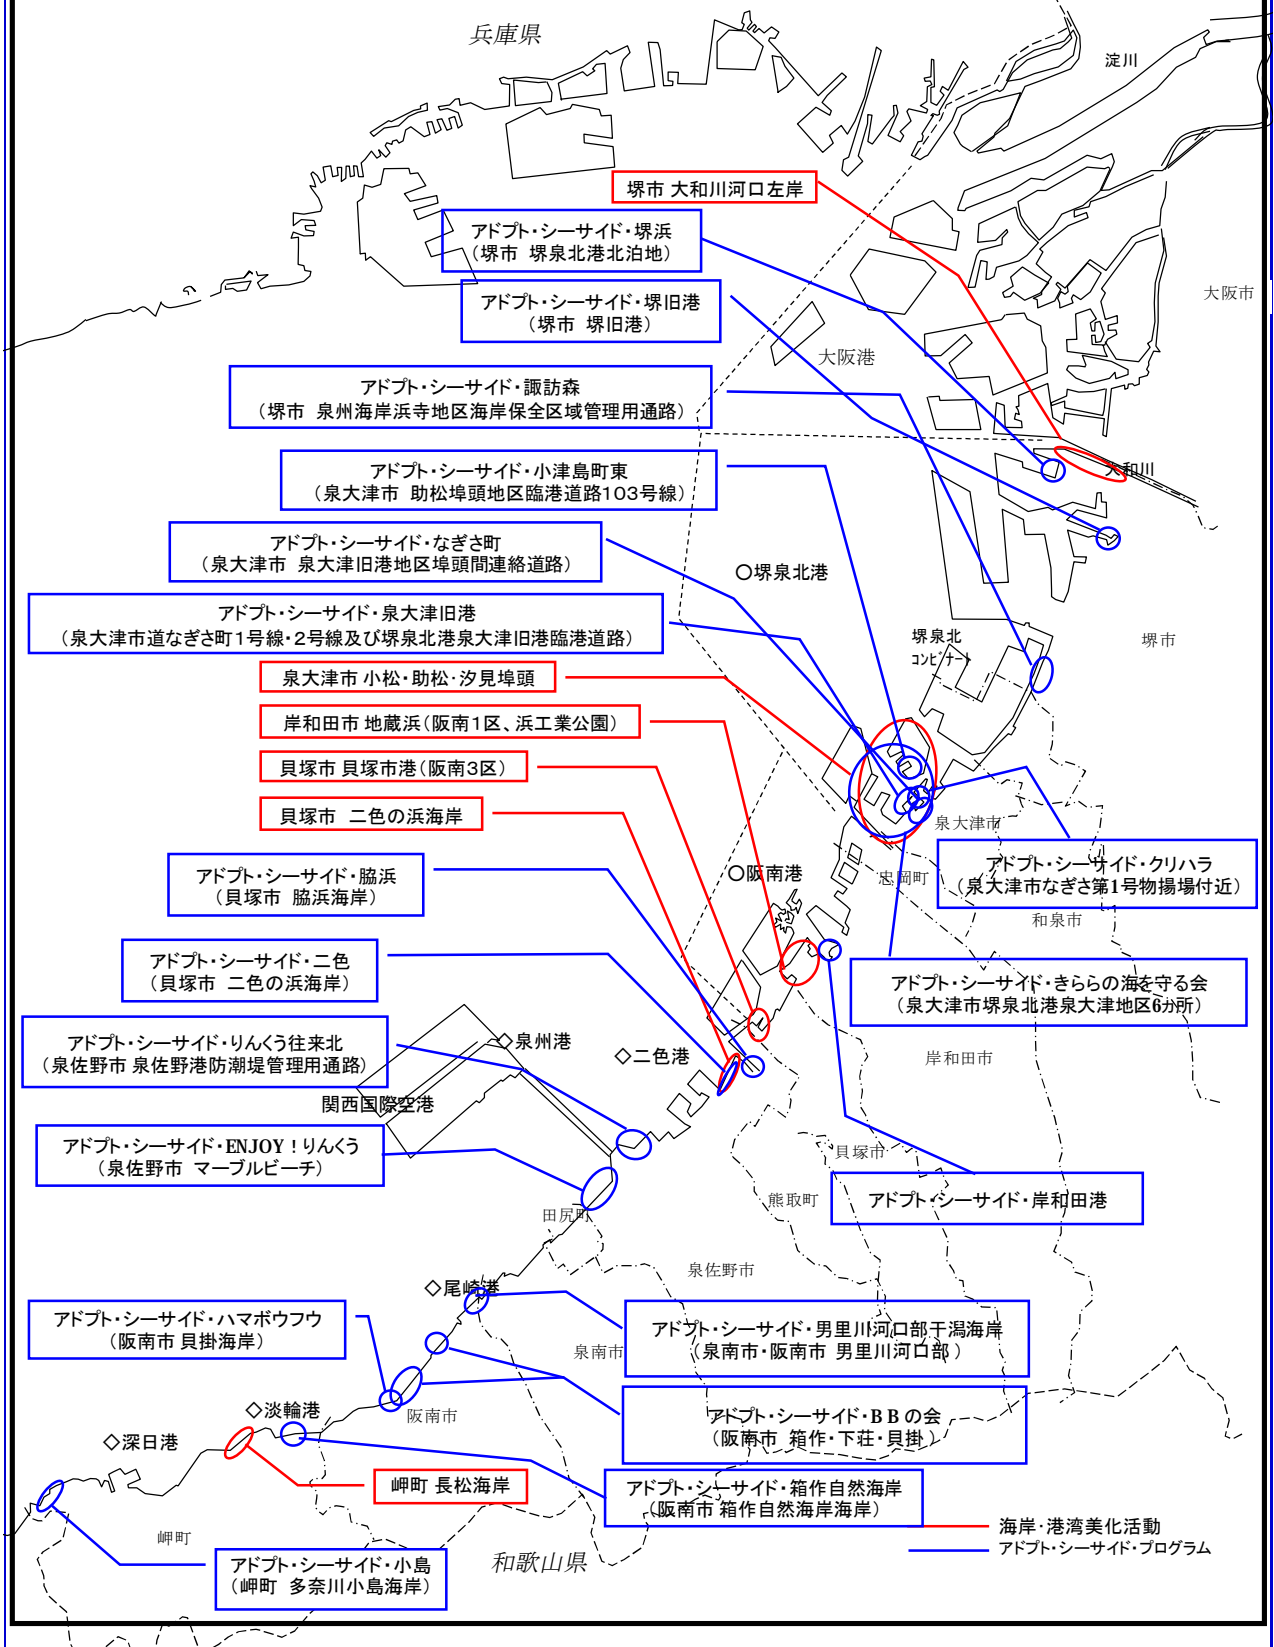 兵庫県
淀川
堺市 大和川河口左岸
アドプト・シーサイド・堺浜
(堺市 堺泉北港北泊地)
大阪市
アドプト・シーサイド・堺旧港
(堺市 堺旧港)
大阪港
アドプト・シーサイド・諏訪森
(堺市 泉州海岸浜寺地区海岸保全区域管理用通路)
大和川
アドプト・シーサイド・小津島町東
(泉大津市 助松埠頭地区臨港道路103号線)
アドプト・シーサイド・なぎさ町
(泉大津市 泉大津旧港地区埠頭間連絡道路)
○堺泉北港
アドプト・シーサイド・泉大津旧港
(泉大津市道なぎさ町1号線・2号線及び堺泉北港泉大津旧港臨港道路)
堺泉北
コンビナート
堺市
泉大津市 小松・助松・汐見埠頭
岸和田市 地蔵浜(阪南1区、浜工業公園)
貝塚市 貝塚市港(阪南3区)
貝塚市 二色の浜海岸
泉大津市
アドプト・シーサイド・クリハラ
(泉大津市なぎさ第1号物揚場付近)
○阪南港
忠岡町
アドプト・シーサイド・脇浜
(貝塚市 脇浜海岸)
和泉市
アドプト・シーサイド・二色
(貝塚市 二色の浜海岸)
アドプト・シーサイド・きららの海を守る会
(泉大津市堺泉北港泉大津地区6分所)
アドプト・シーサイド・りんくう往来北
(泉佐野市 泉佐野港防潮堤管理用通路)
◇泉州港
◇二色港
岸和田市
関西国際空港
アドプト・シーサイド・ENJOY！りんくう
(泉佐野市 マーブルビーチ)
貝塚市
熊取町
アドプト・シーサイド・岸和田港
田尻町
泉佐野市
◇尾崎港
アドプト・シーサイド・ハマボウフウ
(阪南市 貝掛海岸)
アドプト・シーサイド・男里川河口部干潟海岸
(泉南市・阪南市 男里川河口部)
泉南市
◇淡輪港
阪南市
アドプト・シーサイド・BBの会
(阪南市 箱作・下荘・貝掛)
◇深日港
岬町 長松海岸
アドプト・シーサイド・箱作自然海岸
(阪南市 箱作自然海岸海岸)
海岸・港湾美化活動
アドプト・シーサイド・プログラム
岬町
和歌山県
アドプト・シーサイド・小島
(岬町 多奈川小島海岸)